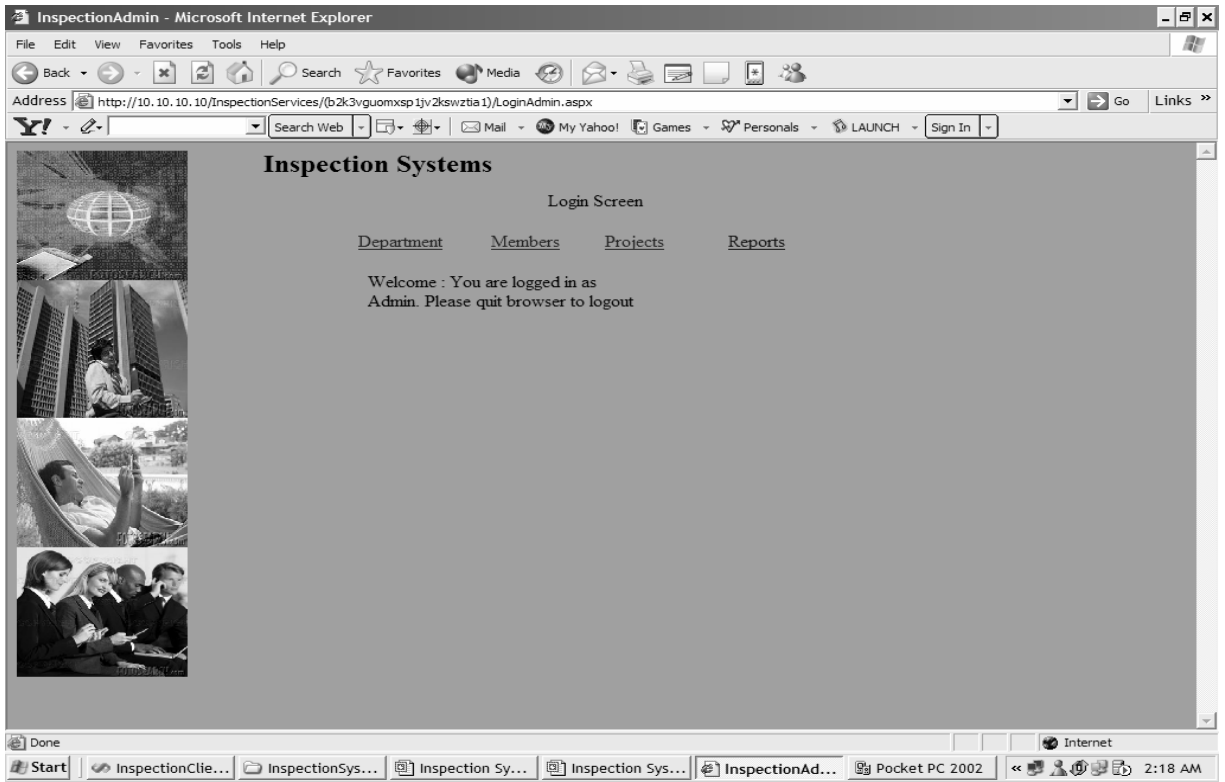 InspectionAdmin - Microsoft Internet Explorer
File Edit View Favorites Tools Help
Back Search Favorites Media
Address http://10.10.10.10/InspectionServices/(b2k3vguomxsp1jv2kswztia1)/LoginAdmin.aspx Go Links »
Y! Search Web Mail My Yahoo! Games Personals LAUNCH Sign In
Inspection Systems
Login Screen
Department Members Projects Reports
Welcome : You are logged in as
Admin. Please quit browser to logout
Done Internet
Start InspectionClie... InspectionSys... Inspection Sy... Inspection Sys... InspectionAd... Pocket PC 2002 « 2:18 AM